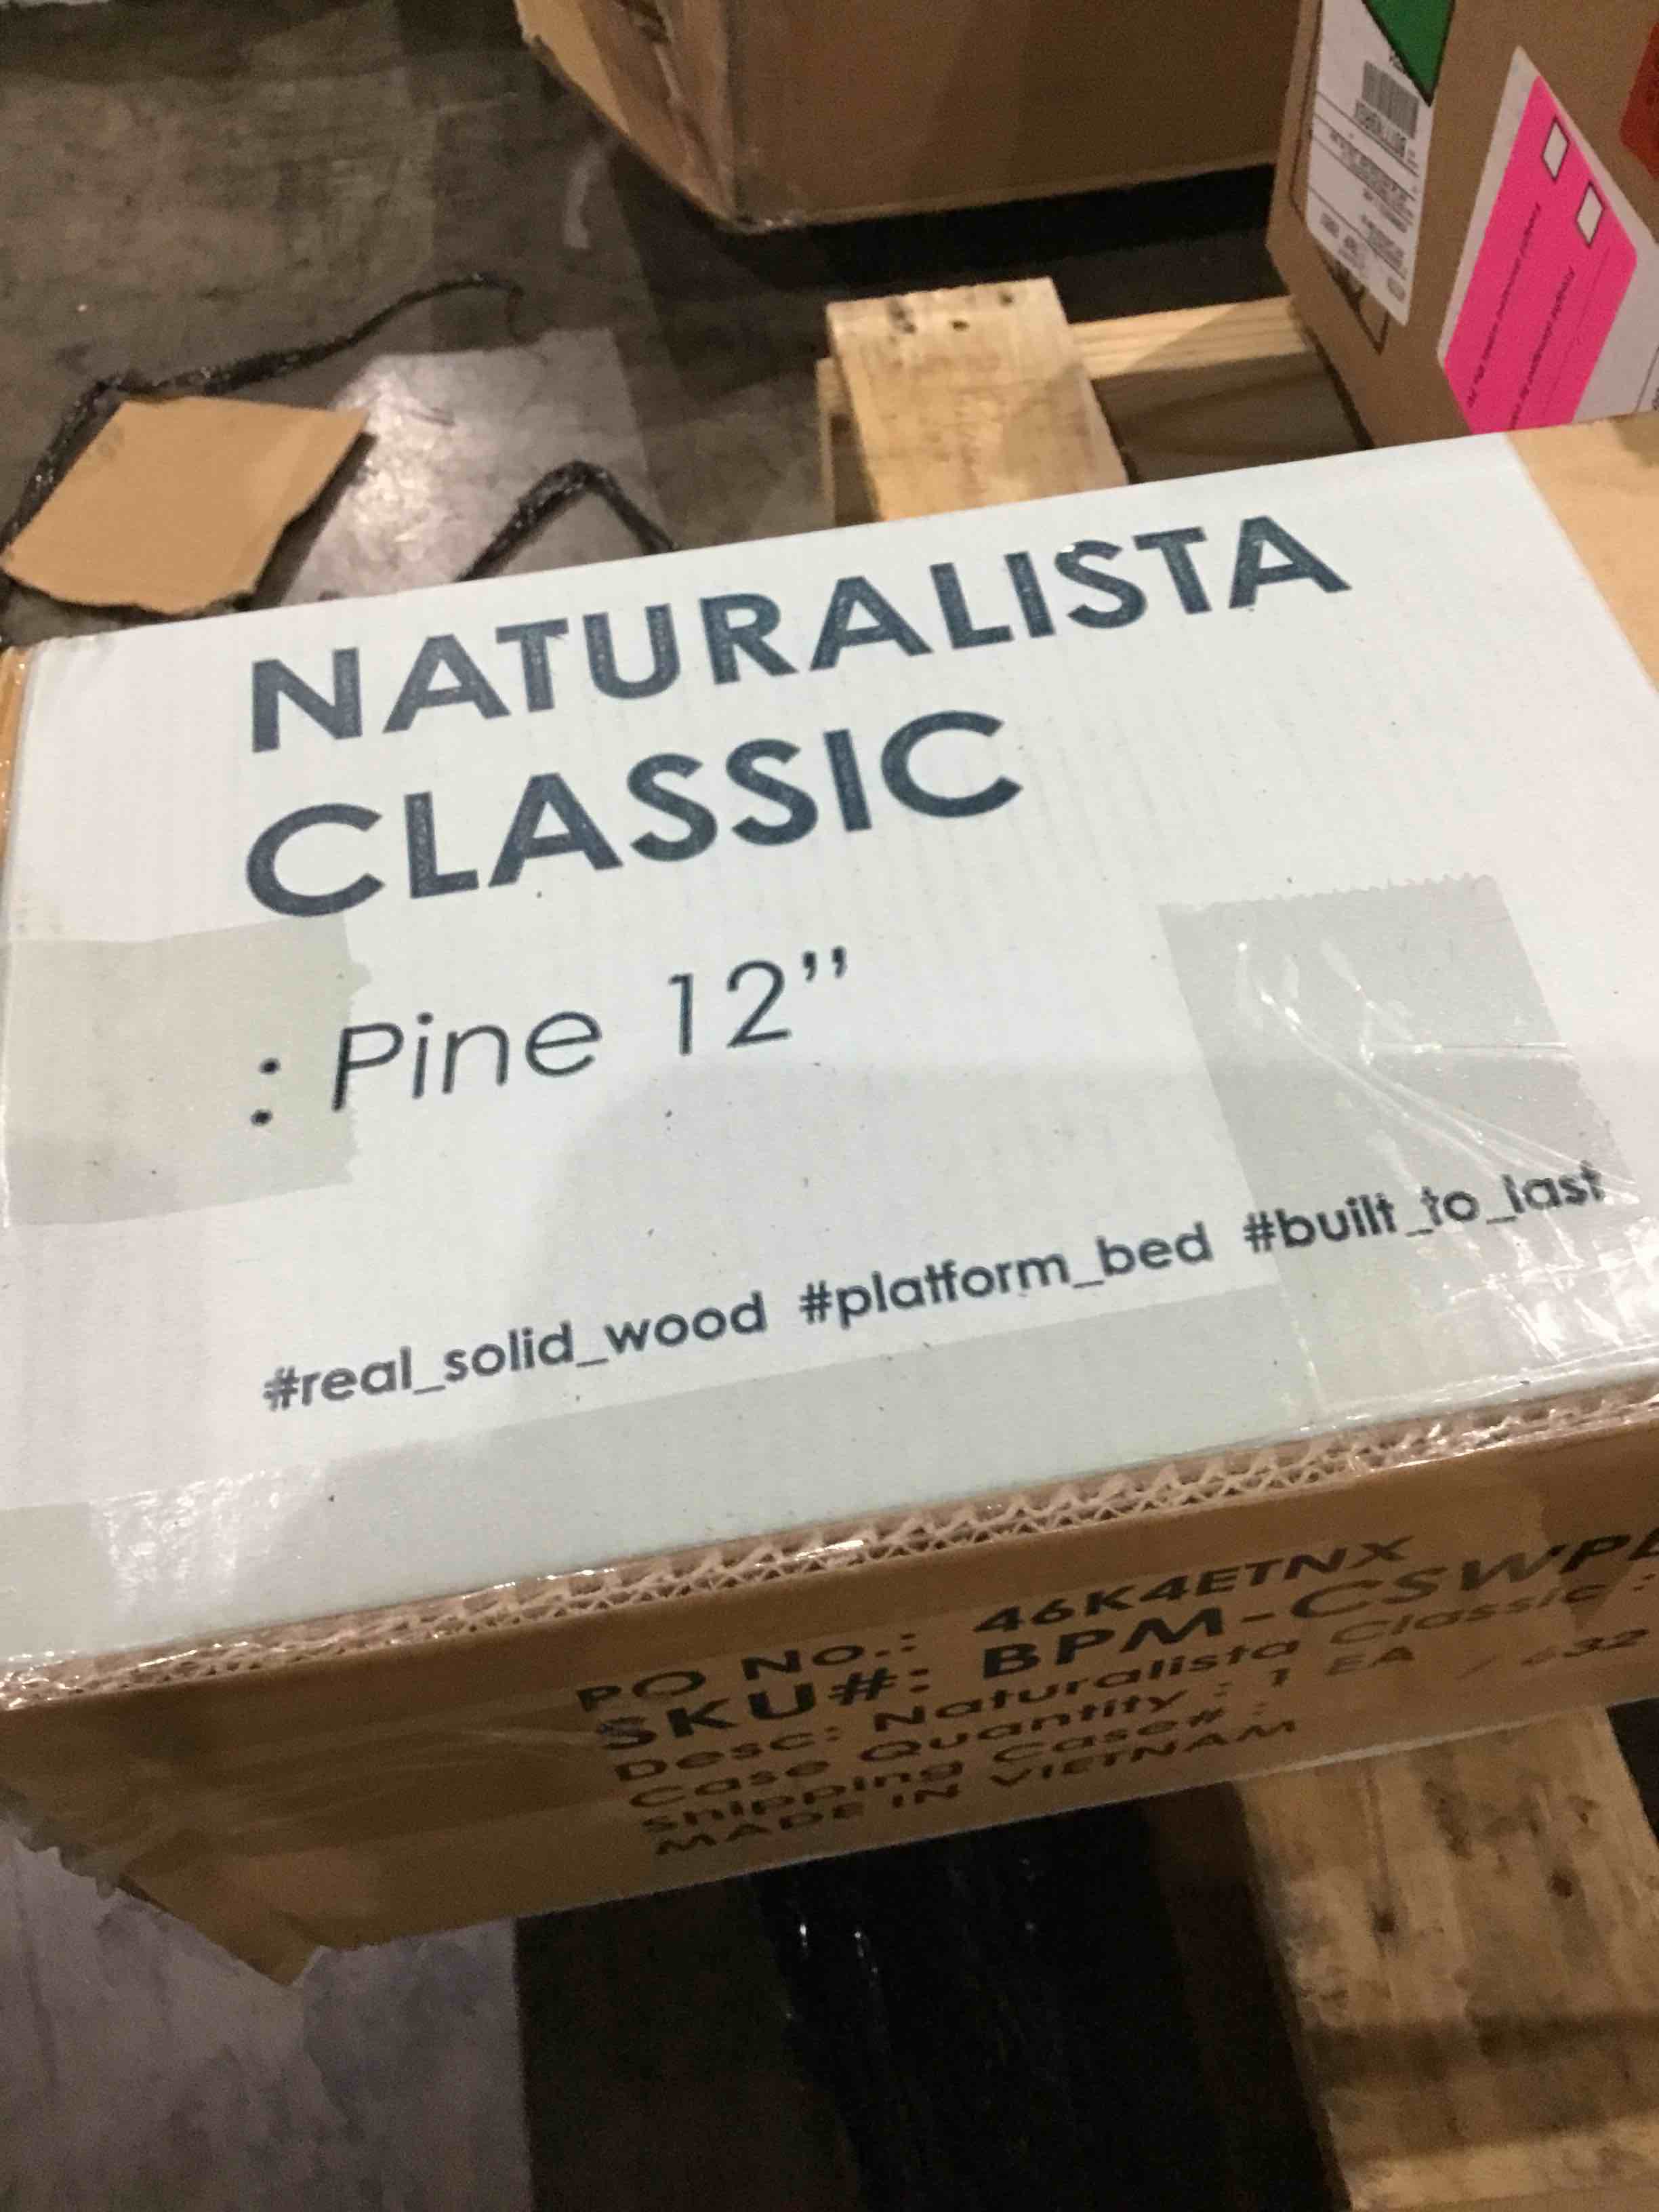 NATURALISTA
CLASSIC
: Pine 12”
#real_solid_wood #platform_bed #built_to_last
PO No.: 46K4ETNX
SKU#: BPM-CSWP
Desc: Naturalista Classic :
Case Quantity : 1 EA / 632
Shipping Case# :
MADE IN VIETNAM